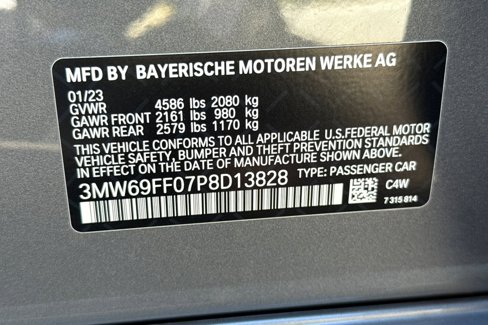 MFD BY BAYERISCHE MOTOREN WERKE AG
01/23
GVWR 4586 lbs 2080 kg
GAWR FRONT 2161 lbs 980 kg
GAWR REAR 2579 lbs 1170 kg
THIS VEHICLE CONFORMS TO ALL APPLICABLE U.S.FEDERAL MOTOR
VEHICLE SAFETY, BUMPER, AND THEFT PREVENTION STANDARDS IN EFFECT ON THE
DATE OF MANUFACTURE SHOWN ABOVE.
3MW69FF07P8D13828 TYPE: PASSENGER CAR
C4W
7 315 814